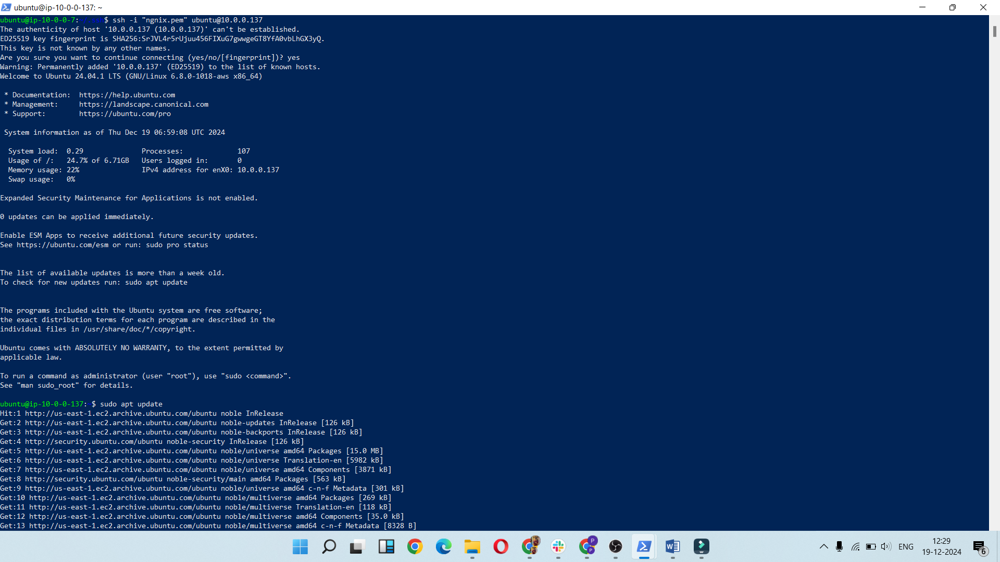 ubuntu@ip-10-0-0-137: ~
ubuntu@ip-10-0-0-7:~/.ssh$ ssh -i "ngnix.pem" ubuntu@10.0.0.137
The authenticity of host '10.0.0.137 (10.0.0.137)' can't be established.
ED25519 key fingerprint is SHA256:SrJVL4r5rUjuu456FIXuG7gwwgeGT8YfA0vbLhGX3yQ.
This key is not known by any other names.
Are you sure you want to continue connecting (yes/no/[fingerprint])? yes
Warning: Permanently added '10.0.0.137' (ED25519) to the list of known hosts.
Welcome to Ubuntu 24.04.1 LTS (GNU/Linux 6.8.0-1018-aws x86_64)
* Documentation:  https://help.ubuntu.com
* Management:     https://landscape.canonical.com
* Support:        https://ubuntu.com/pro
System information as of Thu Dec 19 06:59:08 UTC 2024
System load:  0.29              Processes:             107
Usage of /:   24.7% of 6.71GB   Users logged in:       0
Memory usage: 22%               IPv4 address for enX0: 10.0.0.137
Swap usage:   0%
Expanded Security Maintenance for Applications is not enabled.
0 updates can be applied immediately.
Enable ESM Apps to receive additional future security updates.
See https://ubuntu.com/esm or run: sudo pro status
The list of available updates is more than a week old.
To check for new updates run: sudo apt update
The programs included with the Ubuntu system are free software;
the exact distribution terms for each program are described in the
individual files in /usr/share/doc/*/copyright.
Ubuntu comes with ABSOLUTELY NO WARRANTY, to the extent permitted by
applicable law.
To run a command as administrator (user "root"), use "sudo <command>".
See "man sudo_root" for details.
ubuntu@ip-10-0-0-137: $ sudo apt update
Hit:1 http://us-east-1.ec2.archive.ubuntu.com/ubuntu noble InRelease
Get:2 http://us-east-1.ec2.archive.ubuntu.com/ubuntu noble-updates InRelease [126 kB]
Get:3 http://us-east-1.ec2.archive.ubuntu.com/ubuntu noble-backports InRelease [126 kB]
Get:4 http://security.ubuntu.com/ubuntu noble-security InRelease [126 kB]
Get:5 http://us-east-1.ec2.archive.ubuntu.com/ubuntu noble/universe amd64 Packages [15.0 MB]
Get:6 http://us-east-1.ec2.archive.ubuntu.com/ubuntu noble/universe Translation-en [5982 kB]
Get:7 http://us-east-1.ec2.archive.ubuntu.com/ubuntu noble/universe amd64 Components [3871 kB]
Get:8 http://security.ubuntu.com/ubuntu noble-security/main amd64 Packages [563 kB]
Get:9 http://us-east-1.ec2.archive.ubuntu.com/ubuntu noble/universe amd64 c-n-f Metadata [301 kB]
Get:10 http://us-east-1.ec2.archive.ubuntu.com/ubuntu noble/multiverse amd64 Packages [269 kB]
Get:11 http://us-east-1.ec2.archive.ubuntu.com/ubuntu noble/multiverse Translation-en [118 kB]
Get:12 http://us-east-1.ec2.archive.ubuntu.com/ubuntu noble/multiverse amd64 Components [35.0 kB]
Get:13 http://us-east-1.ec2.archive.ubuntu.com/ubuntu noble/multiverse amd64 c-n-f Metadata [8328 B]
P
P
W
ENG
12:29
19-12-2024
6